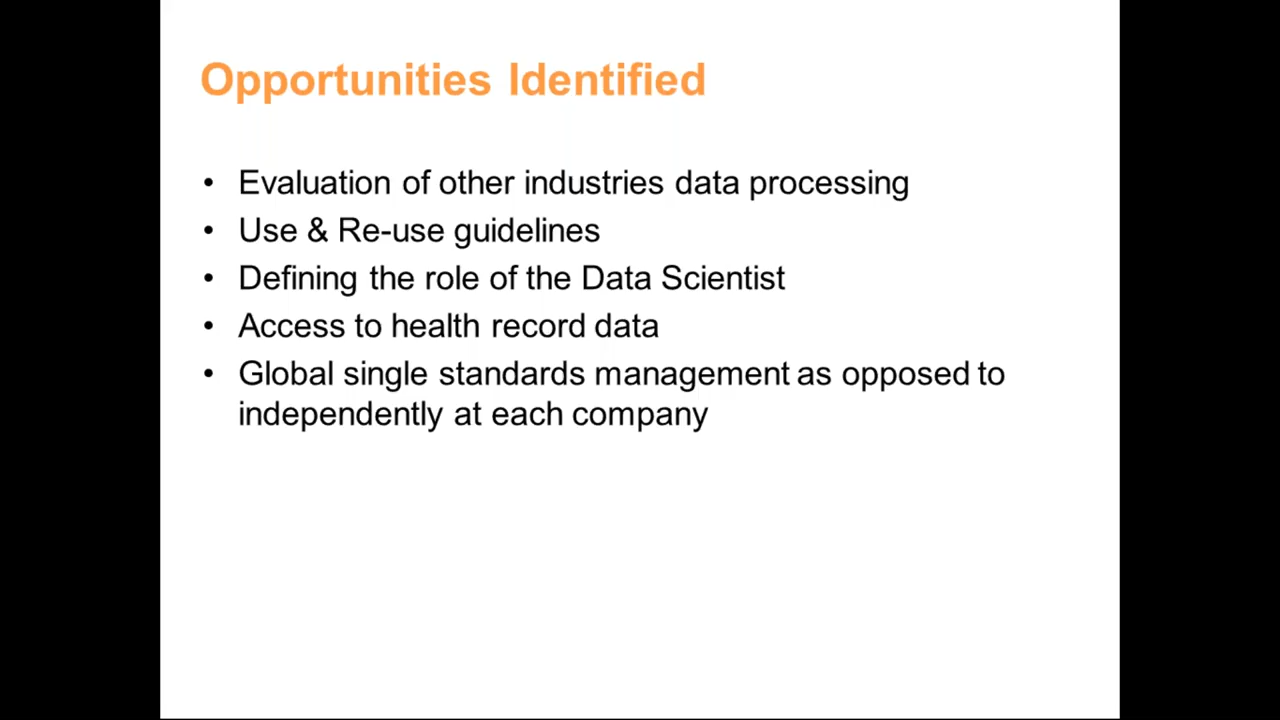 Opportunities Identified
• Evaluation of other industries data processing
• Use & Re-use guidelines
• Defining the role of the Data Scientist
• Access to health record data
• Global single standards management as opposed to
independently at each company